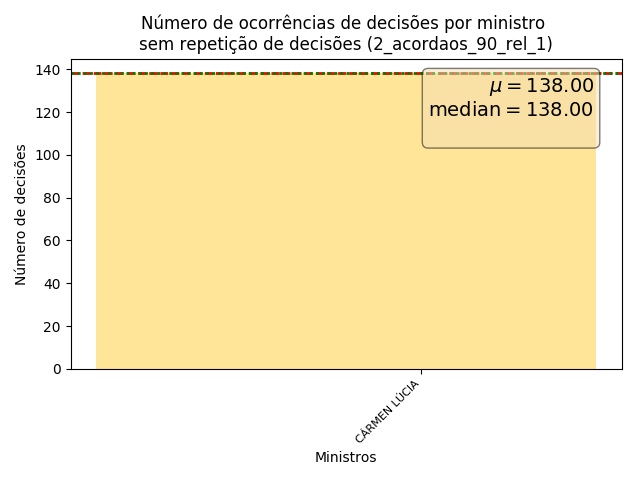 Número de ocorrências de decisões por ministro
sem repetição de decisões (2_acordaos_90_rel_1)
140
120
100
80
60
40
20
0
Número de decisões
μ = 138.00
median = 138.00
CÁRMEN LÚCIA
Ministros